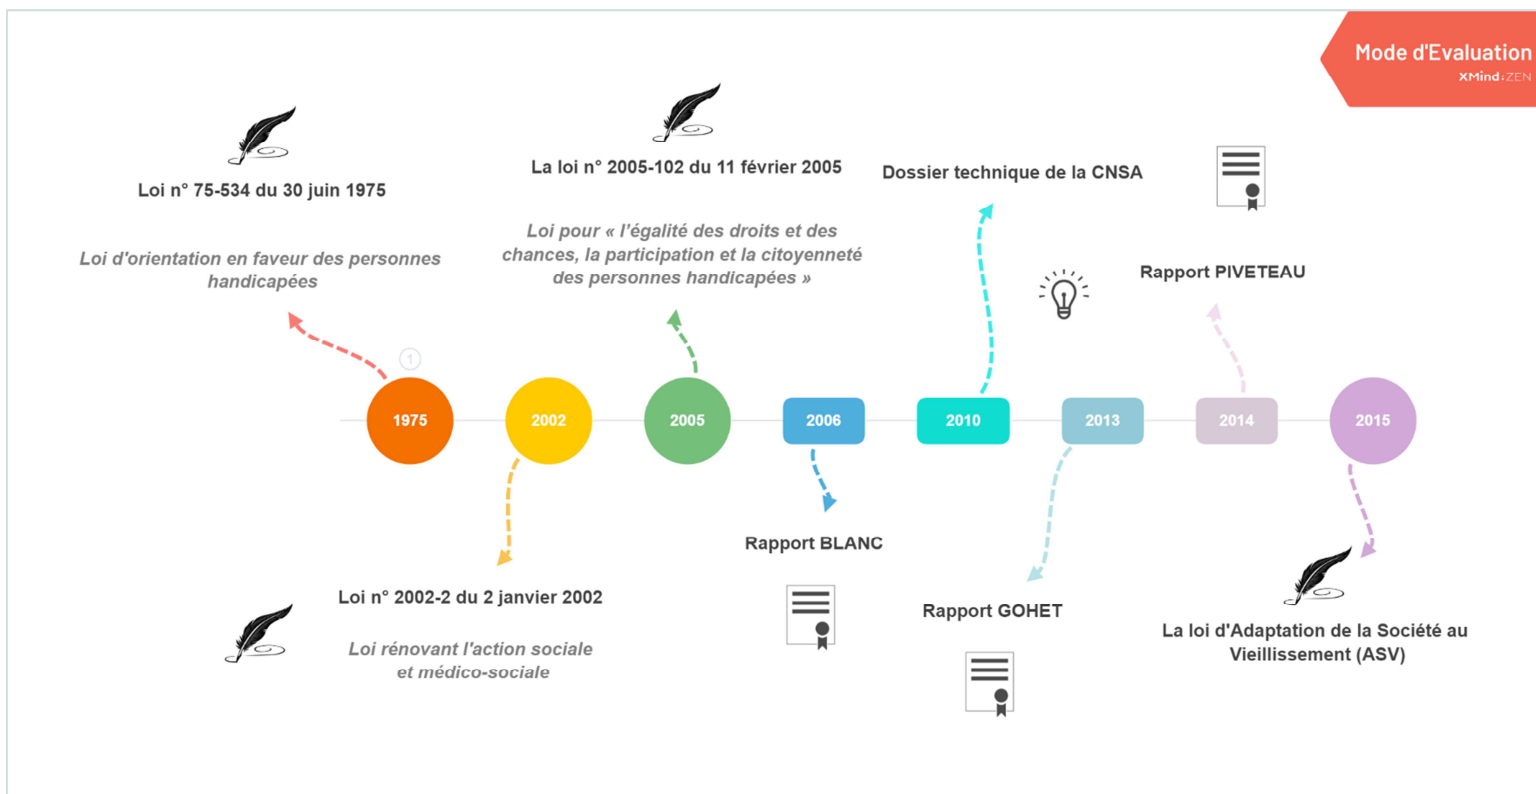 Mode d'Evaluation
XMind:ZEN
Loi n° 75-534 du 30 juin 1975
Loi d'orientation en faveur des personnes
handicapées
La loi n° 2005-102 du 11 février 2005
Loi pour « l'égalité des droits et des
chances, la participation et la citoyenneté
des personnes handicapées »
Dossier technique de la CNSA
Rapport PIVETEAU
1
1975
2002
2005
2006
2010
2013
2014
2015
Rapport BLANC
Loi n° 2002-2 du 2 janvier 2002
Loi rénovant l'action sociale
et médico-sociale
Rapport GOHET
La loi d'Adaptation de la Société au
Vieillissement (ASV)